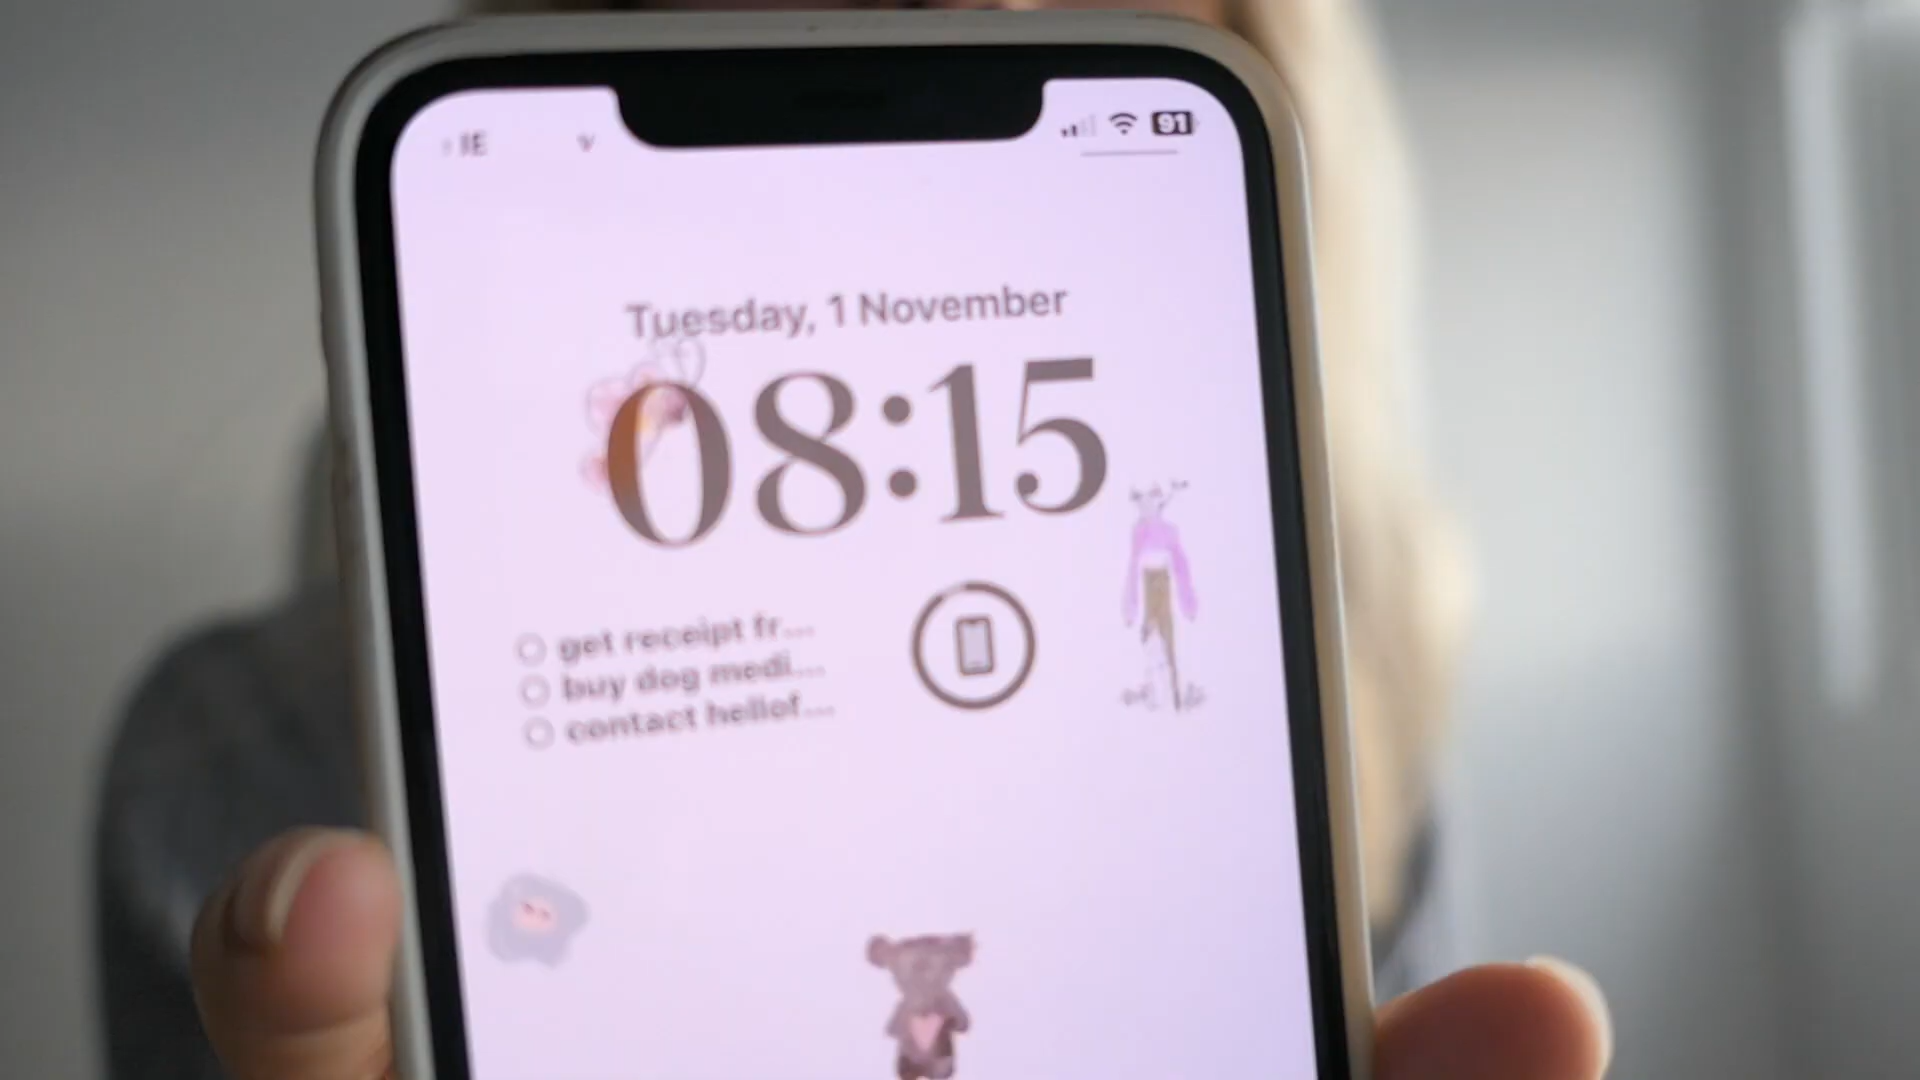 IE
91
Tuesday, 1 November
08:15
get receipt fr...
buy dog medi...
contact hellof...